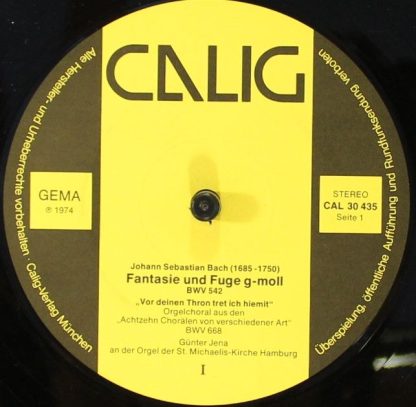 CALIG
GEMA
℗ 1974
STEREO
CAL 30 435
Seite 1
Johann Sebastian Bach (1685-1750)
Fantasie und Fuge g-moll
BWV 542
„Vor deinen Thron tret ich hiemit"
Orgelchoral aus den
„Achtzehn Chorälen von verschiedener Art"
BWV 668
Günter Jena
an der Orgel der St. Michaelis-Kirche Hamburg
I
Alle Hersteller- und Urheberrechte vorbehalten · Calig-Verlag München
Überspielung, öffentliche Aufführung und Rundfunksendung verboten